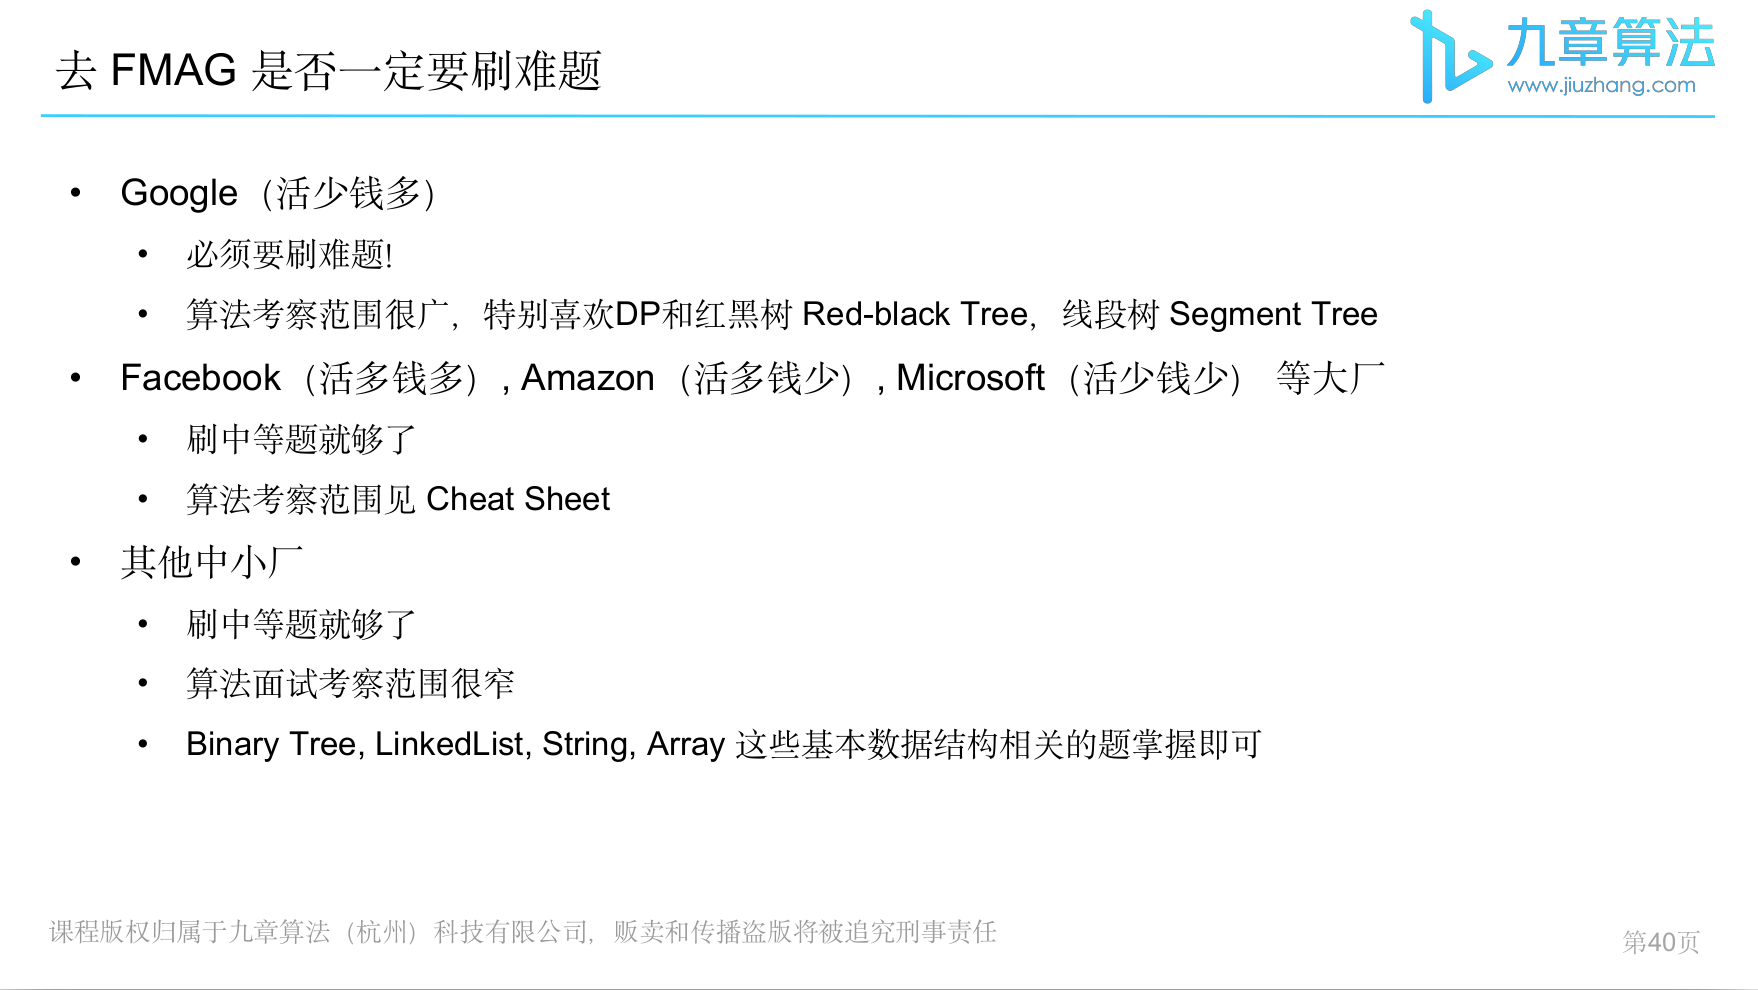 去 FMAG 是否一定要刷难题
九章算法
www.jiuzhang.com
• Google（活少钱多）
• 必须要刷难题!
• 算法考察范围很广，特别喜欢DP和红黑树 Red-black Tree，线段树 Segment Tree
• Facebook（活多钱多）, Amazon（活多钱少）, Microsoft（活少钱少） 等大厂
• 刷中等题就够了
• 算法考察范围见 Cheat Sheet
• 其他中小厂
• 刷中等题就够了
• 算法面试考察范围很窄
• Binary Tree, LinkedList, String, Array 这些基本数据结构相关的题掌握即可
课程版权归属于九章算法（杭州）科技有限公司，贩卖和传播盗版将被追究刑事责任
第40页